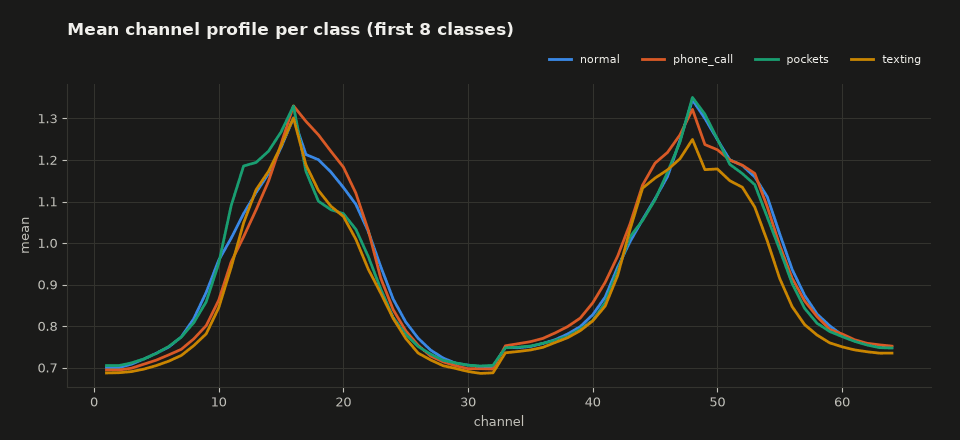 Mean channel profile per class (first 8 classes)
normal phone_call pockets texting
1.3
1.2
1.1
1.0
0.9
0.8
0.7
mean
0 10 20 30 40 50 60
channel